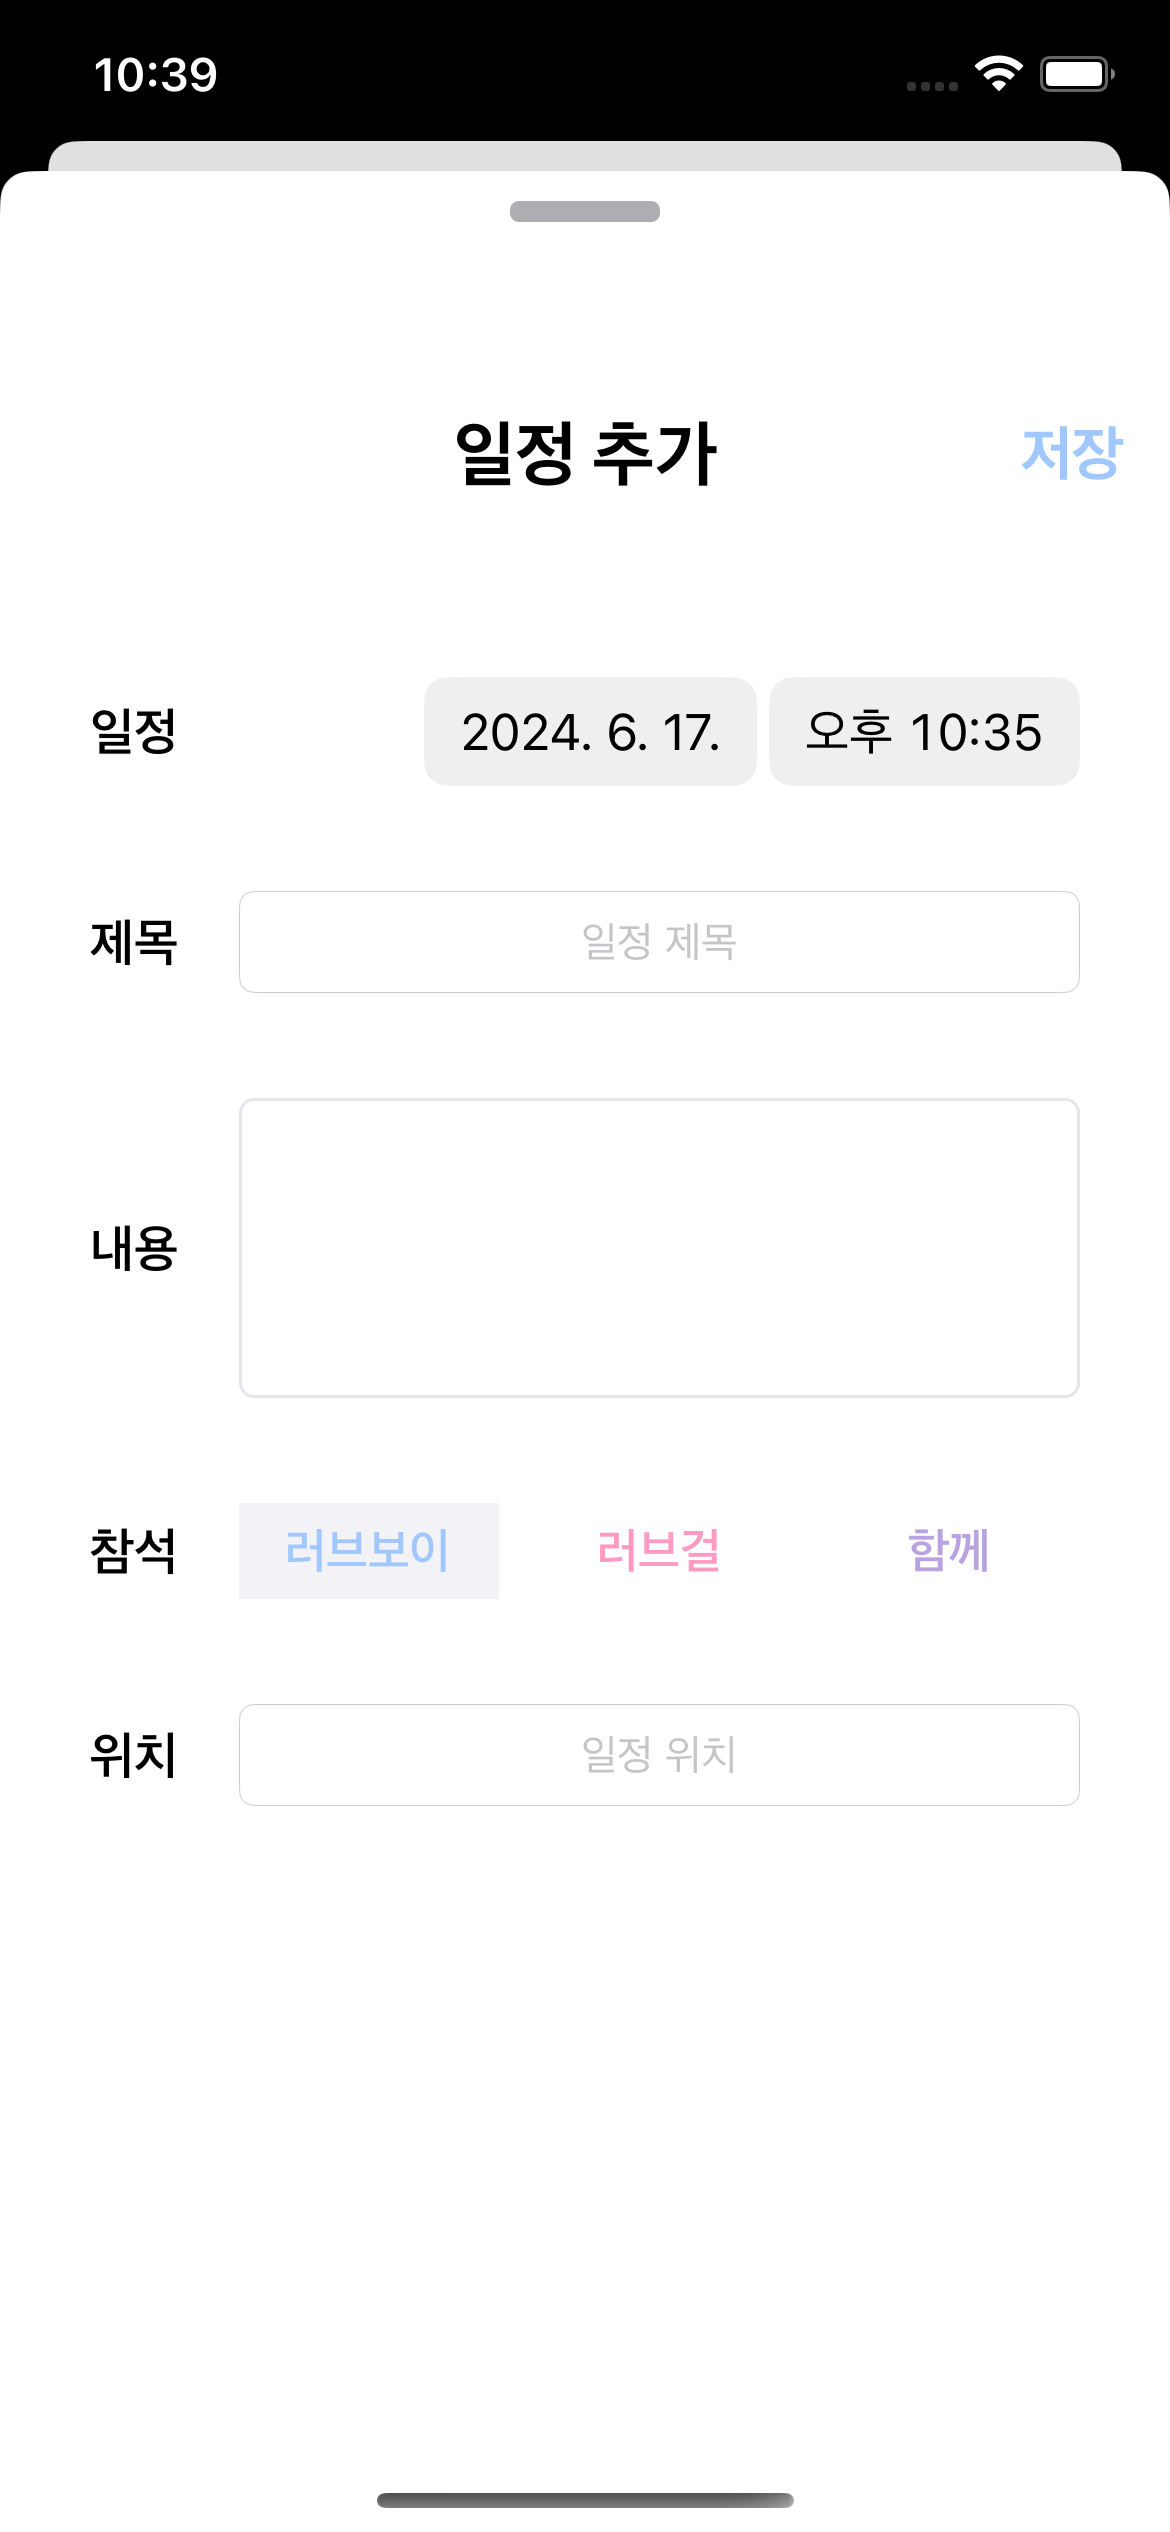 10:39
일정 추가
저장
일정
2024. 6. 17.
오후 10:35
제목
일정 제목
내용
참석
러브보이
러브걸
함께
위치
일정 위치